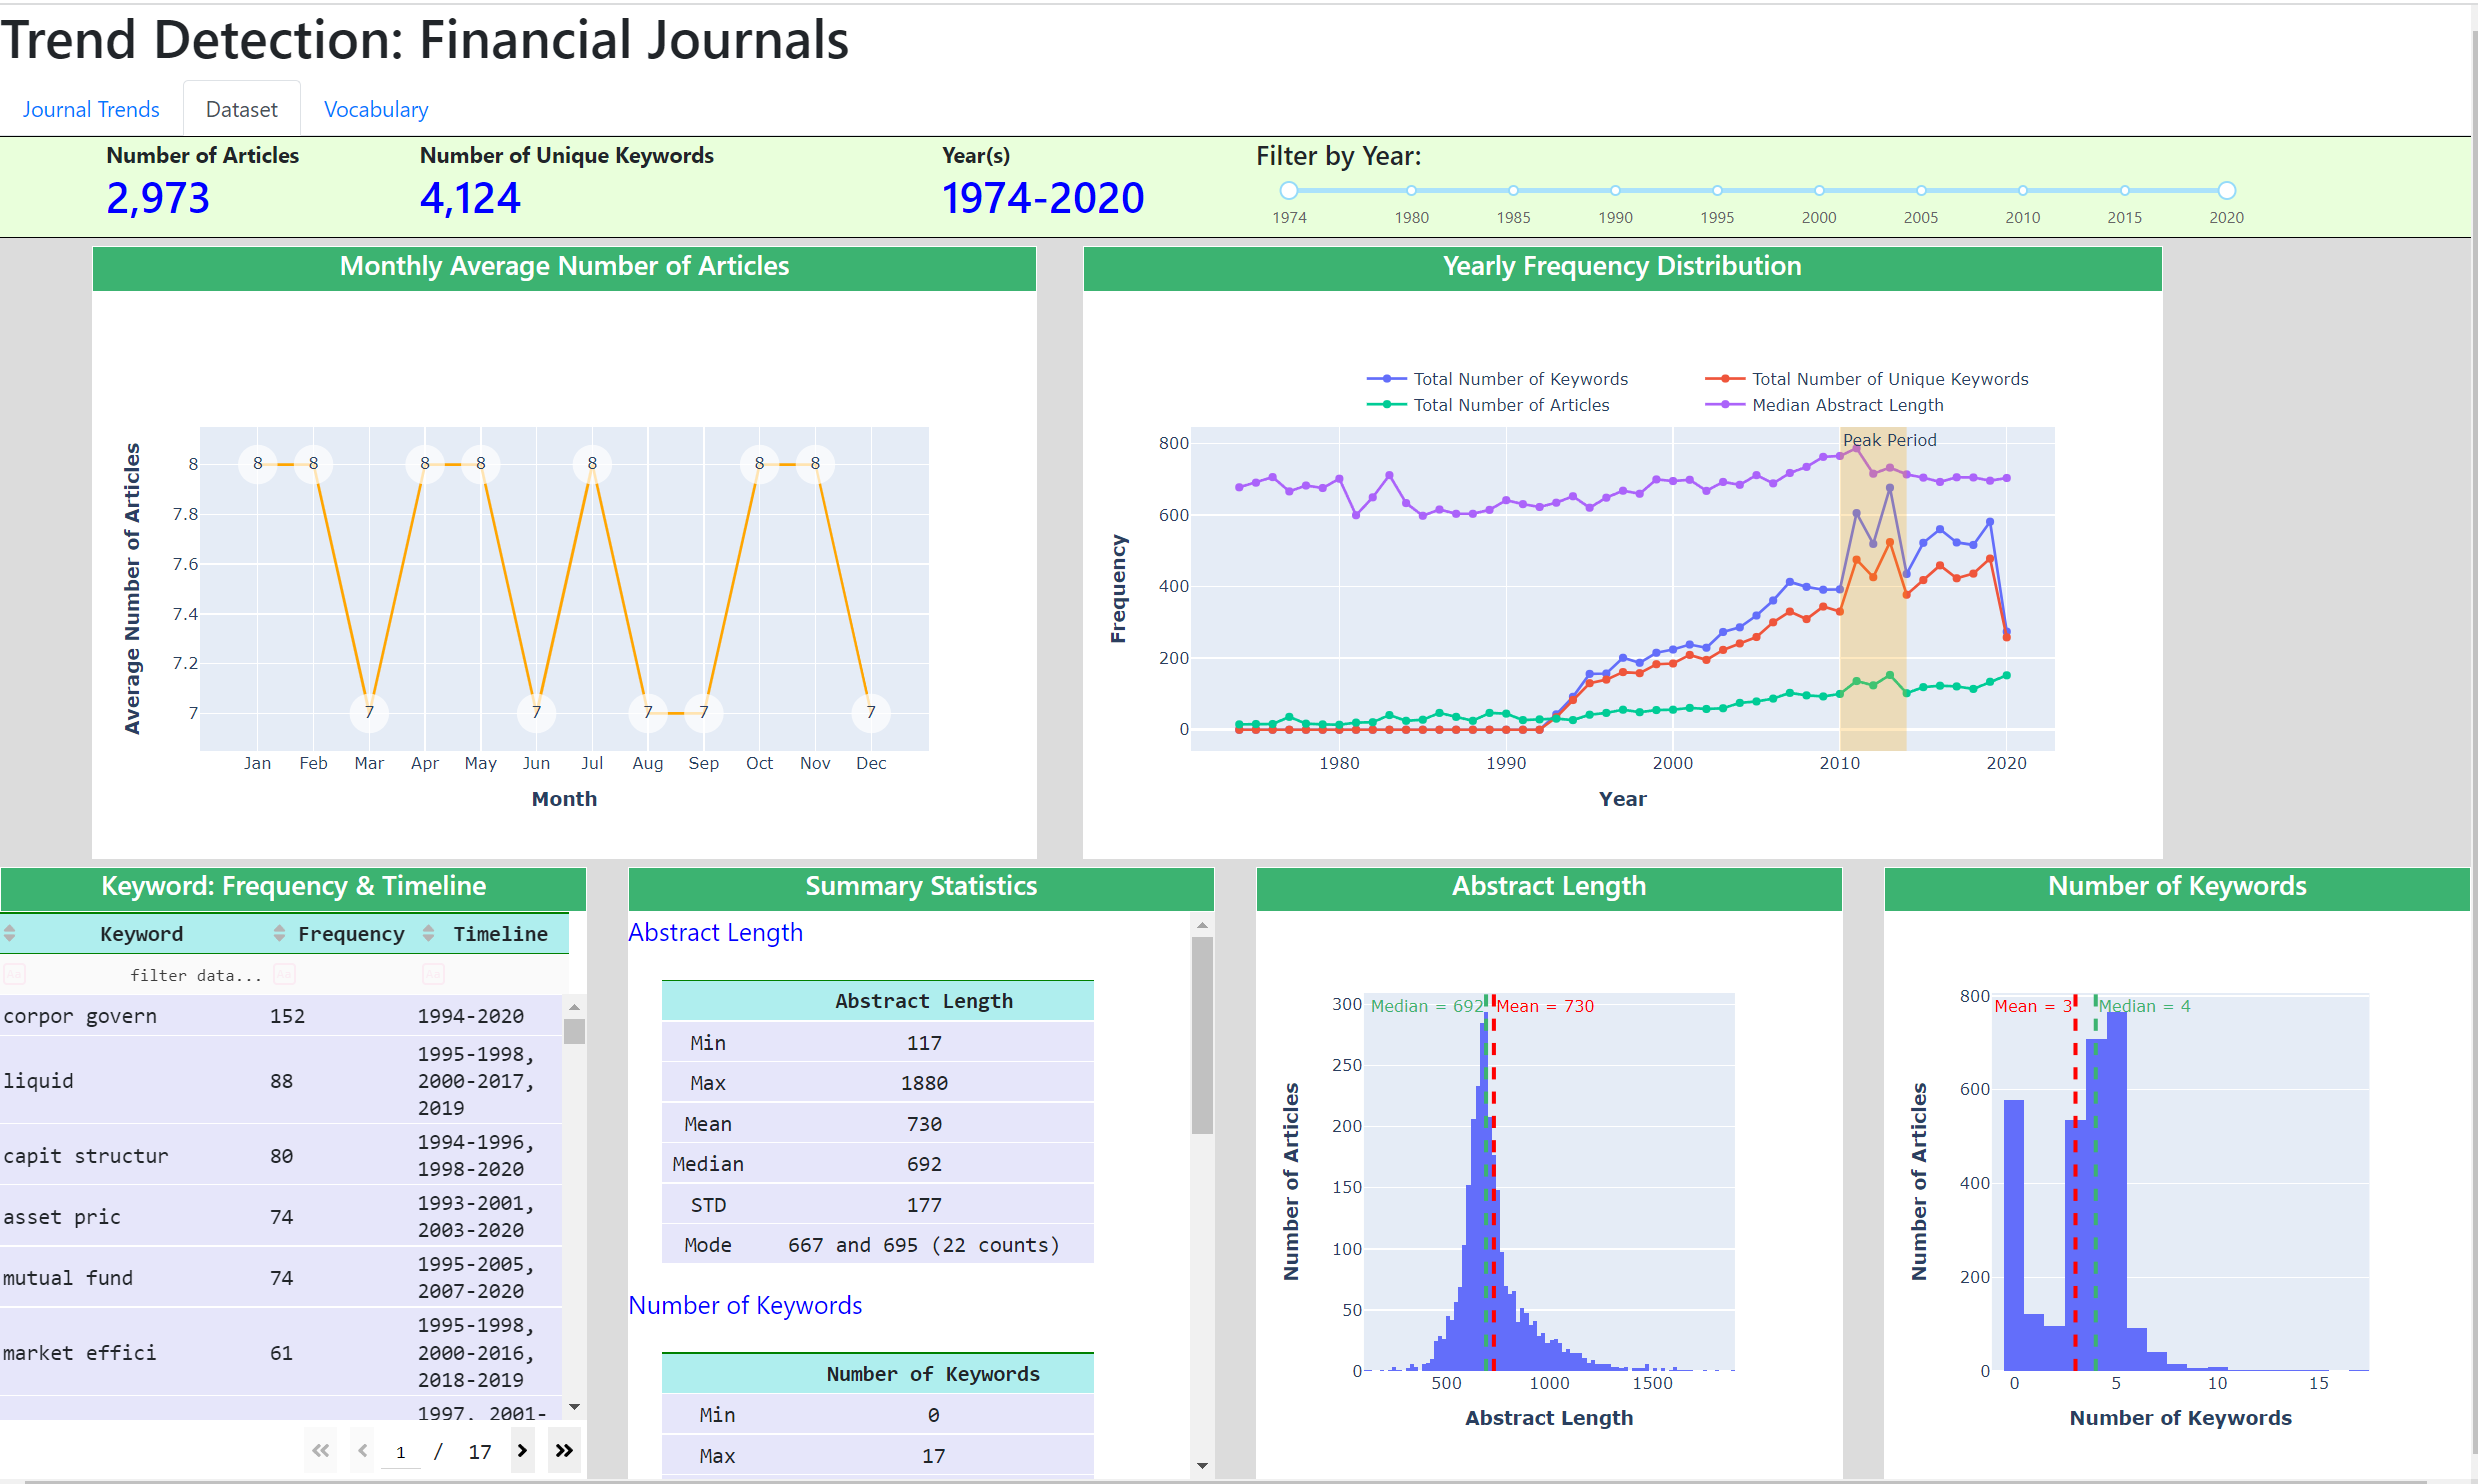 Trend Detection: Financial Journals
Journal Trends Dataset Vocabulary
Number of Articles Number of Unique Keywords Year(s) Filter by Year:
2,973 4,124 1974-2020
1974 1980 1985 1990 1995 2000 2005 2010 2015 2020
Monthly Average Number of Articles
Average Number of Articles
8
7.8
7.6
7.4
7.2
7
8 8 7 8 8 7 8 7 7 8 8 7
Jan Feb Mar Apr May Jun Jul Aug Sep Oct Nov Dec
Month
Yearly Frequency Distribution
Total Number of Keywords Total Number of Unique Keywords
Total Number of Articles Median Abstract Length
Peak Period
Frequency
800
600
400
200
0
1980 1990 2000 2010 2020
Year
Keyword: Frequency & Timeline
Keyword Frequency Timeline
Aa filter data... Aa Aa
corpor govern 152 1994-2020
liquid 88 1995-1998,
2000-2017,
2019
capit structur 80 1994-1996,
1998-2020
asset pric 74 1993-2001,
2003-2020
mutual fund 74 1995-2005,
2007-2020
market effici 61 1995-1998,
2000-2016,
2018-2019
1997, 2001-
1 / 17
Summary Statistics
Abstract Length
Abstract Length
Min 117
Max 1880
Mean 730
Median 692
STD 177
Mode 667 and 695 (22 counts)
Number of Keywords
Number of Keywords
Min 0
Max 17
Abstract Length
Median = 692 Mean = 730
Number of Articles
300
250
200
150
100
50
0
500 1000 1500
Abstract Length
Number of Keywords
Mean = 3 Median = 4
Number of Articles
800
600
400
200
0
0 5 10 15
Number of Keywords